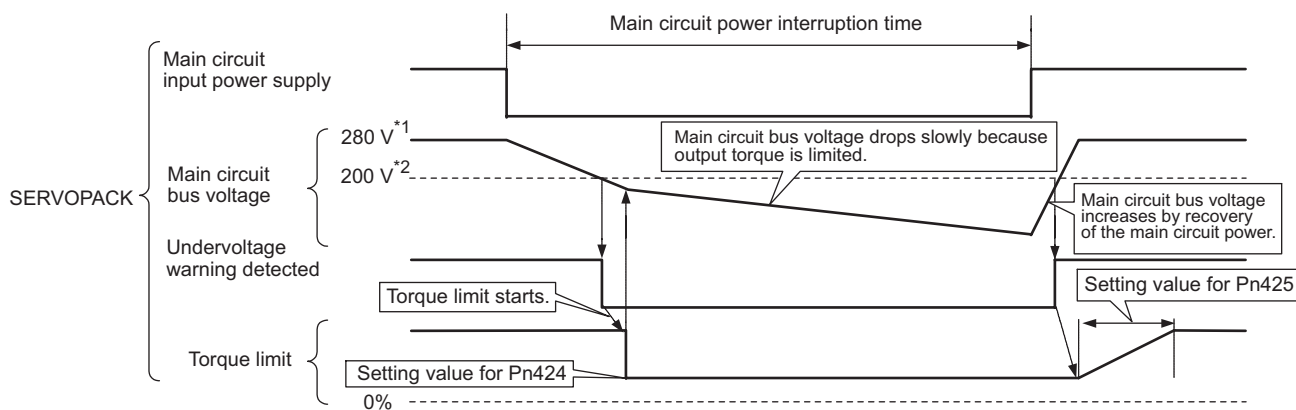 Main circuit power interruption time
Main circuit
input power supply
280 V*1
Main circuit bus voltage drops slowly because
output torque is limited.
200 V*2
Main circuit
bus voltage
SERVOPACK
Main circuit bus voltage
increases by recovery
of the main circuit power.
Undervoltage
warning detected
Torque limit starts.
Setting value for Pn425
Torque limit
Setting value for Pn424
0%